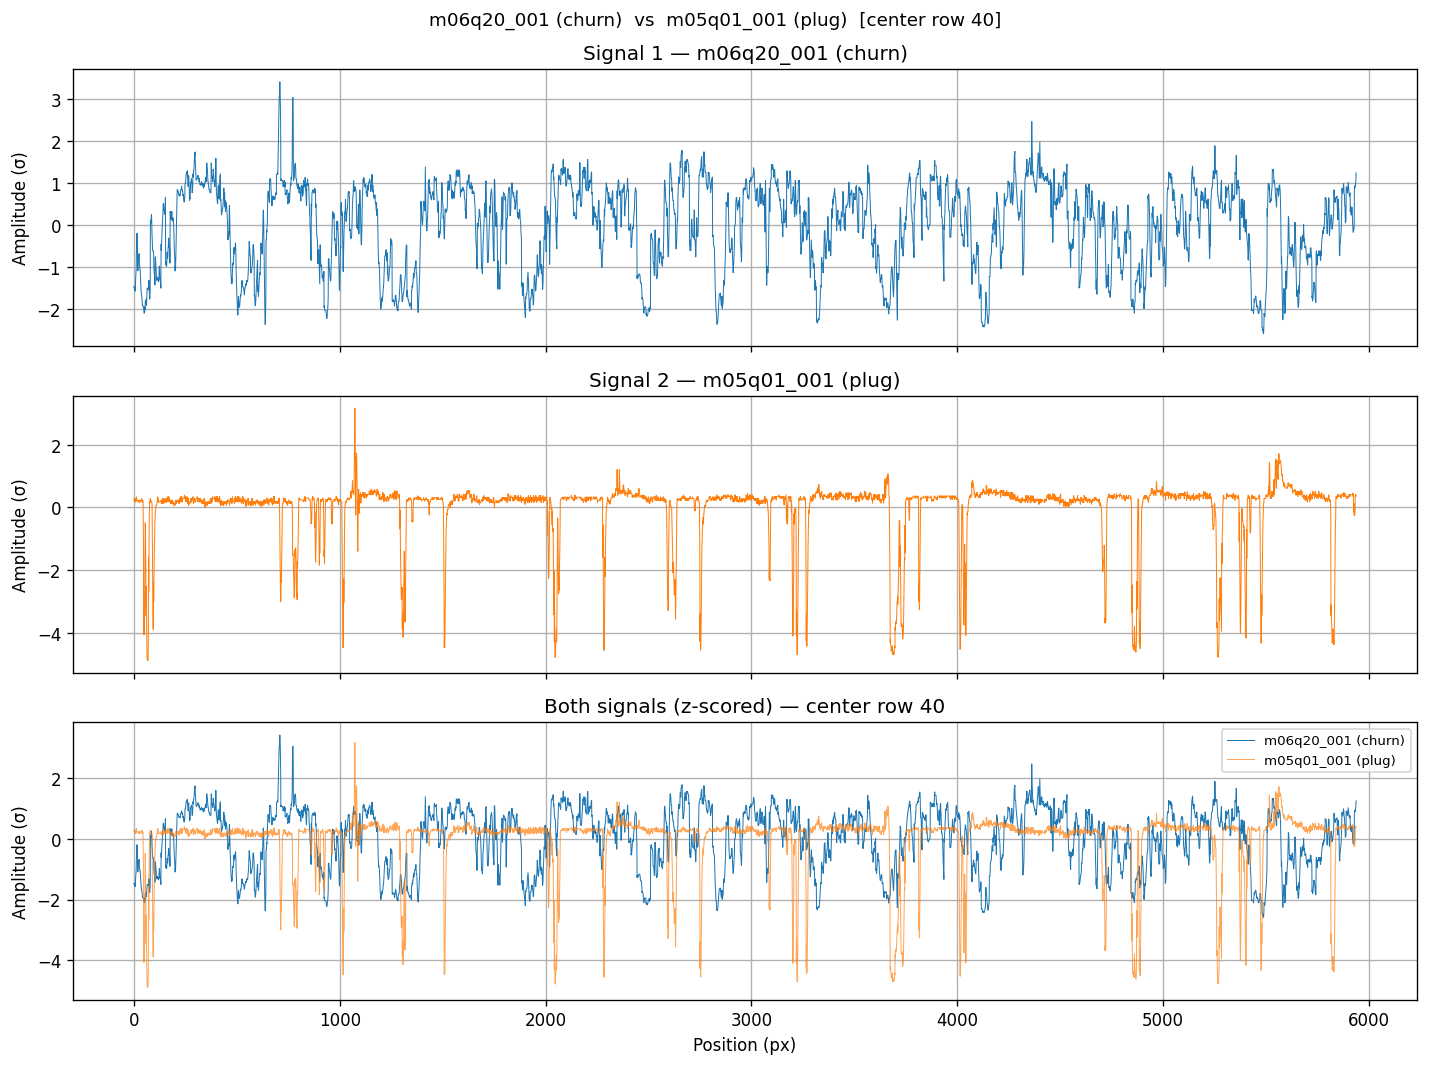 m06q20_001 (churn)  vs  m05q01_001 (plug)  [center row 40]
Signal 1 — m06q20_001 (churn)
Amplitude (σ)
3
2
1
0
−1
−2
Signal 2 — m05q01_001 (plug)
Amplitude (σ)
2
0
−2
−4
Both signals (z-scored) — center row 40
m06q20_001 (churn)
m05q01_001 (plug)
Amplitude (σ)
2
0
−2
−4
0 1000 2000 3000 4000 5000 6000
Position (px)